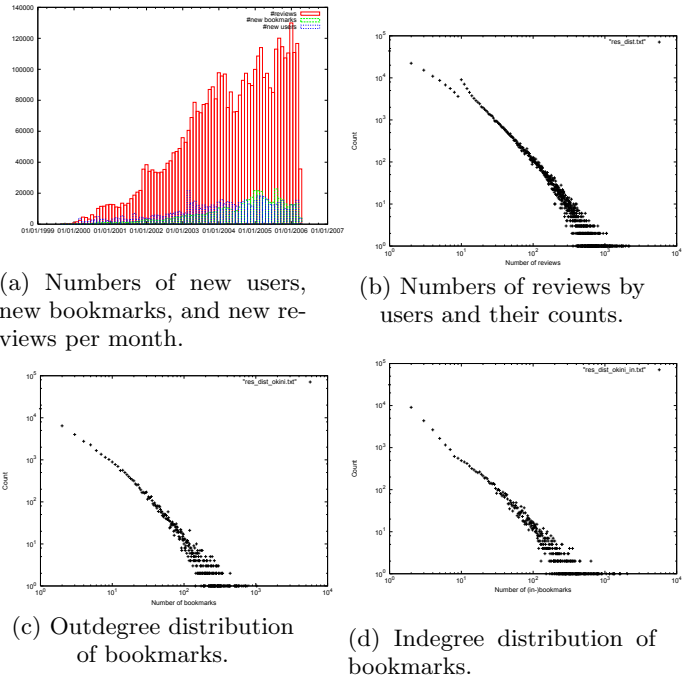 140000
120000
100000
80000
60000
40000
20000
0
01/01/1999 01/01/2000 01/01/2001 01/01/2002 01/01/2003 01/01/2004 01/01/2005 01/01/2006 01/01/2007
#reviews
#new bookmarks
#new users
(a) Numbers of new users,
new bookmarks, and new re-
views per month.
10^5
10^4
10^3
10^2
10^1
10^0
Count
"res_dist.txt"
10^0 10^1 10^2 10^3 10^4
Number of reviews
(b) Numbers of reviews by
users and their counts.
10^5
10^4
10^3
10^2
10^1
10^0
Count
"res_dist_okini.txt"
10^0 10^1 10^2 10^3 10^4
Number of bookmarks
(c) Outdegree distribution
of bookmarks.
10^5
10^4
10^3
10^2
10^1
10^0
Count
"res_dist_okini_in.txt"
10^0 10^1 10^2 10^3 10^4
Number of (in-)bookmarks
(d) Indegree distribution of
bookmarks.